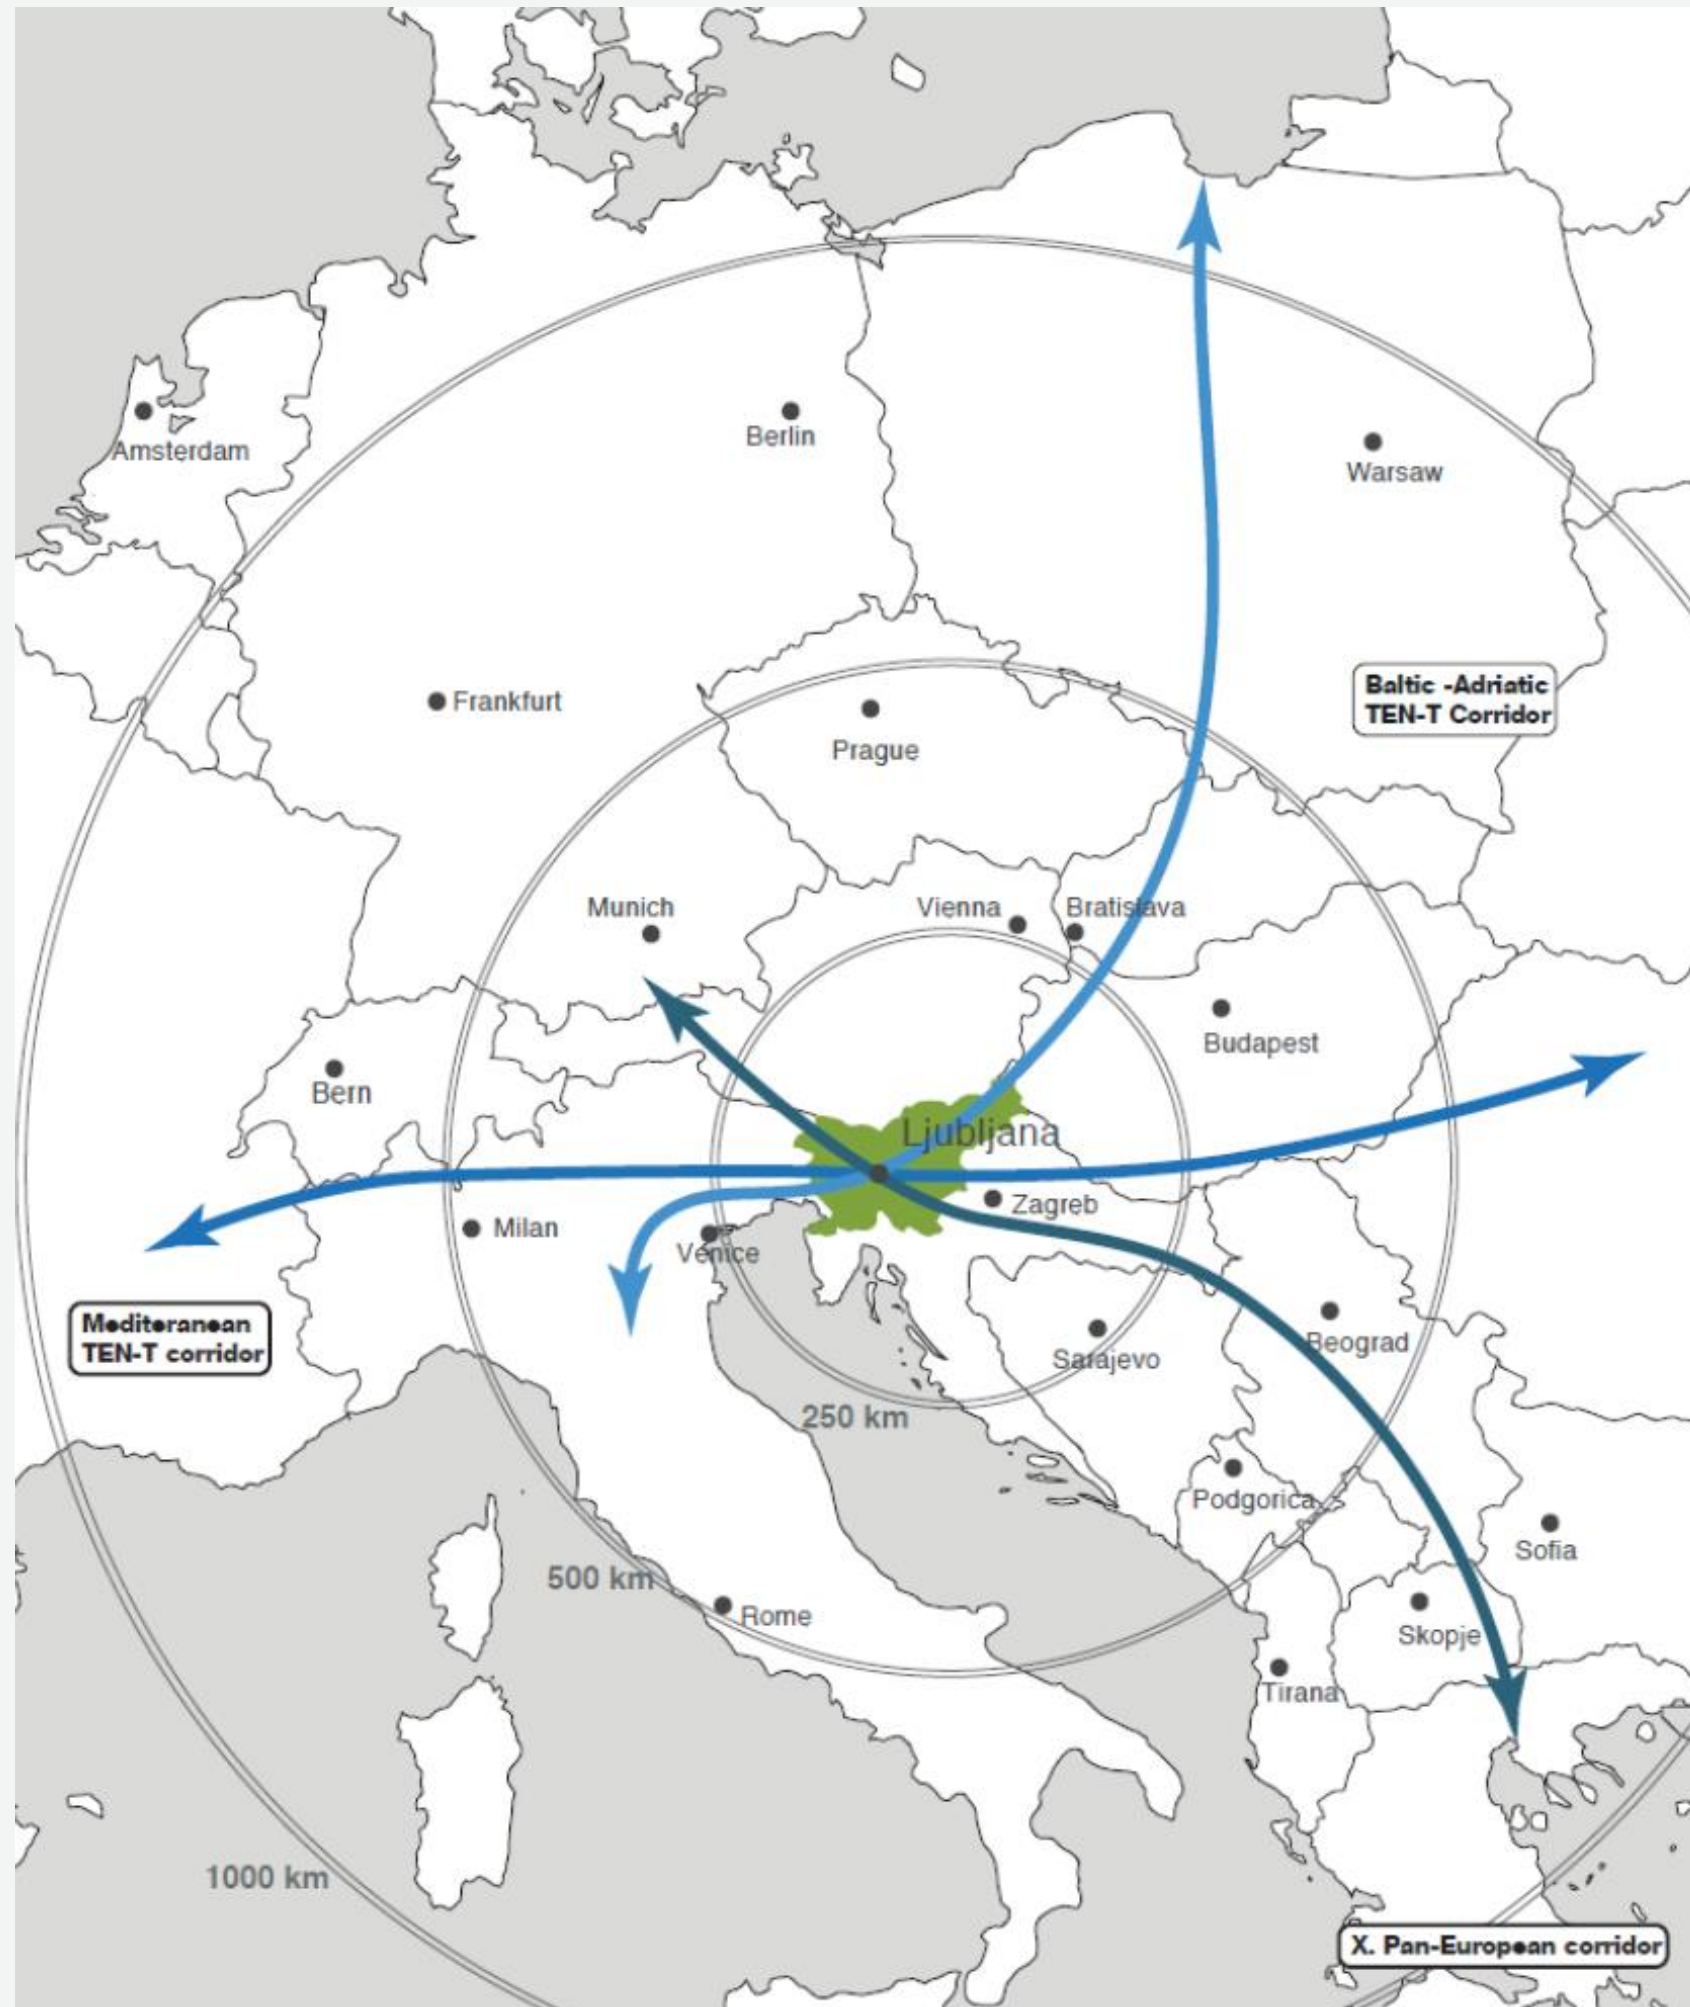 Amsterdam
Berlin
Warsaw
Frankfurt
Baltic -Adriatic
TEN-T Corridor
Prague
Munich
Vienna
Bratislava
Budapest
Bern
Ljubljana
Zagreb
Milan
Venice
Mediteranean
TEN-T corridor
Beograd
Sarajevo
250 km
Podgorica
Sofia
500 km
Rome
Skopje
Tirana
1000 km
X. Pan-European corridor